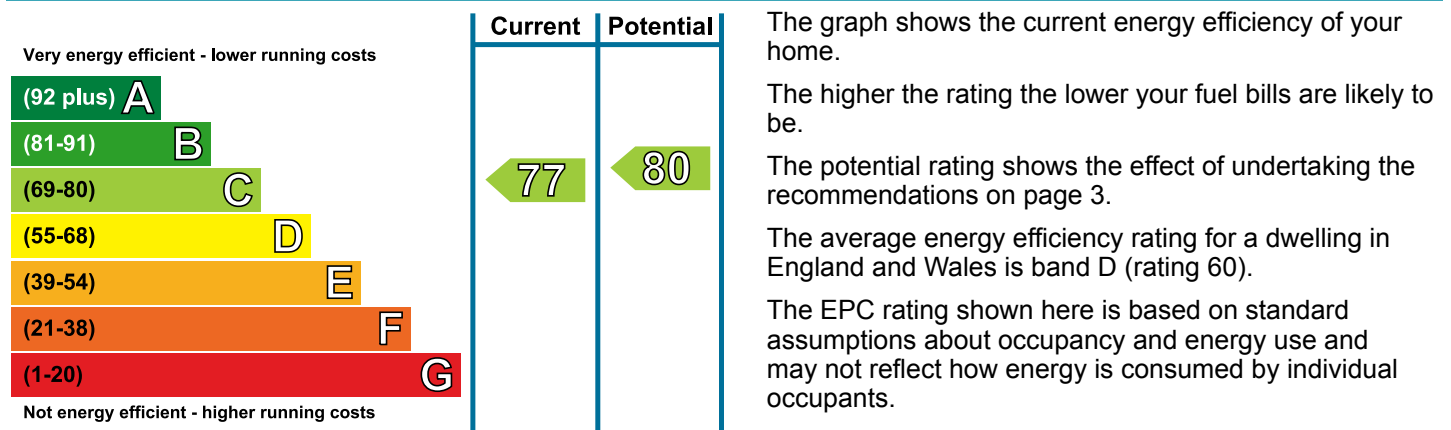 Current Potential
Very energy efficient - lower running costs
(92 plus) A
(81-91) B
(69-80) C
(55-68) D
(39-54) E
(21-38) F
(1-20) G
Not energy efficient - higher running costs
77
80
The graph shows the current energy efficiency of your
home.
The higher the rating the lower your fuel bills are likely to
be.
The potential rating shows the effect of undertaking the
recommendations on page 3.
The average energy efficiency rating for a dwelling in
England and Wales is band D (rating 60).
The EPC rating shown here is based on standard
assumptions about occupancy and energy use and
may not reflect how energy is consumed by individual
occupants.